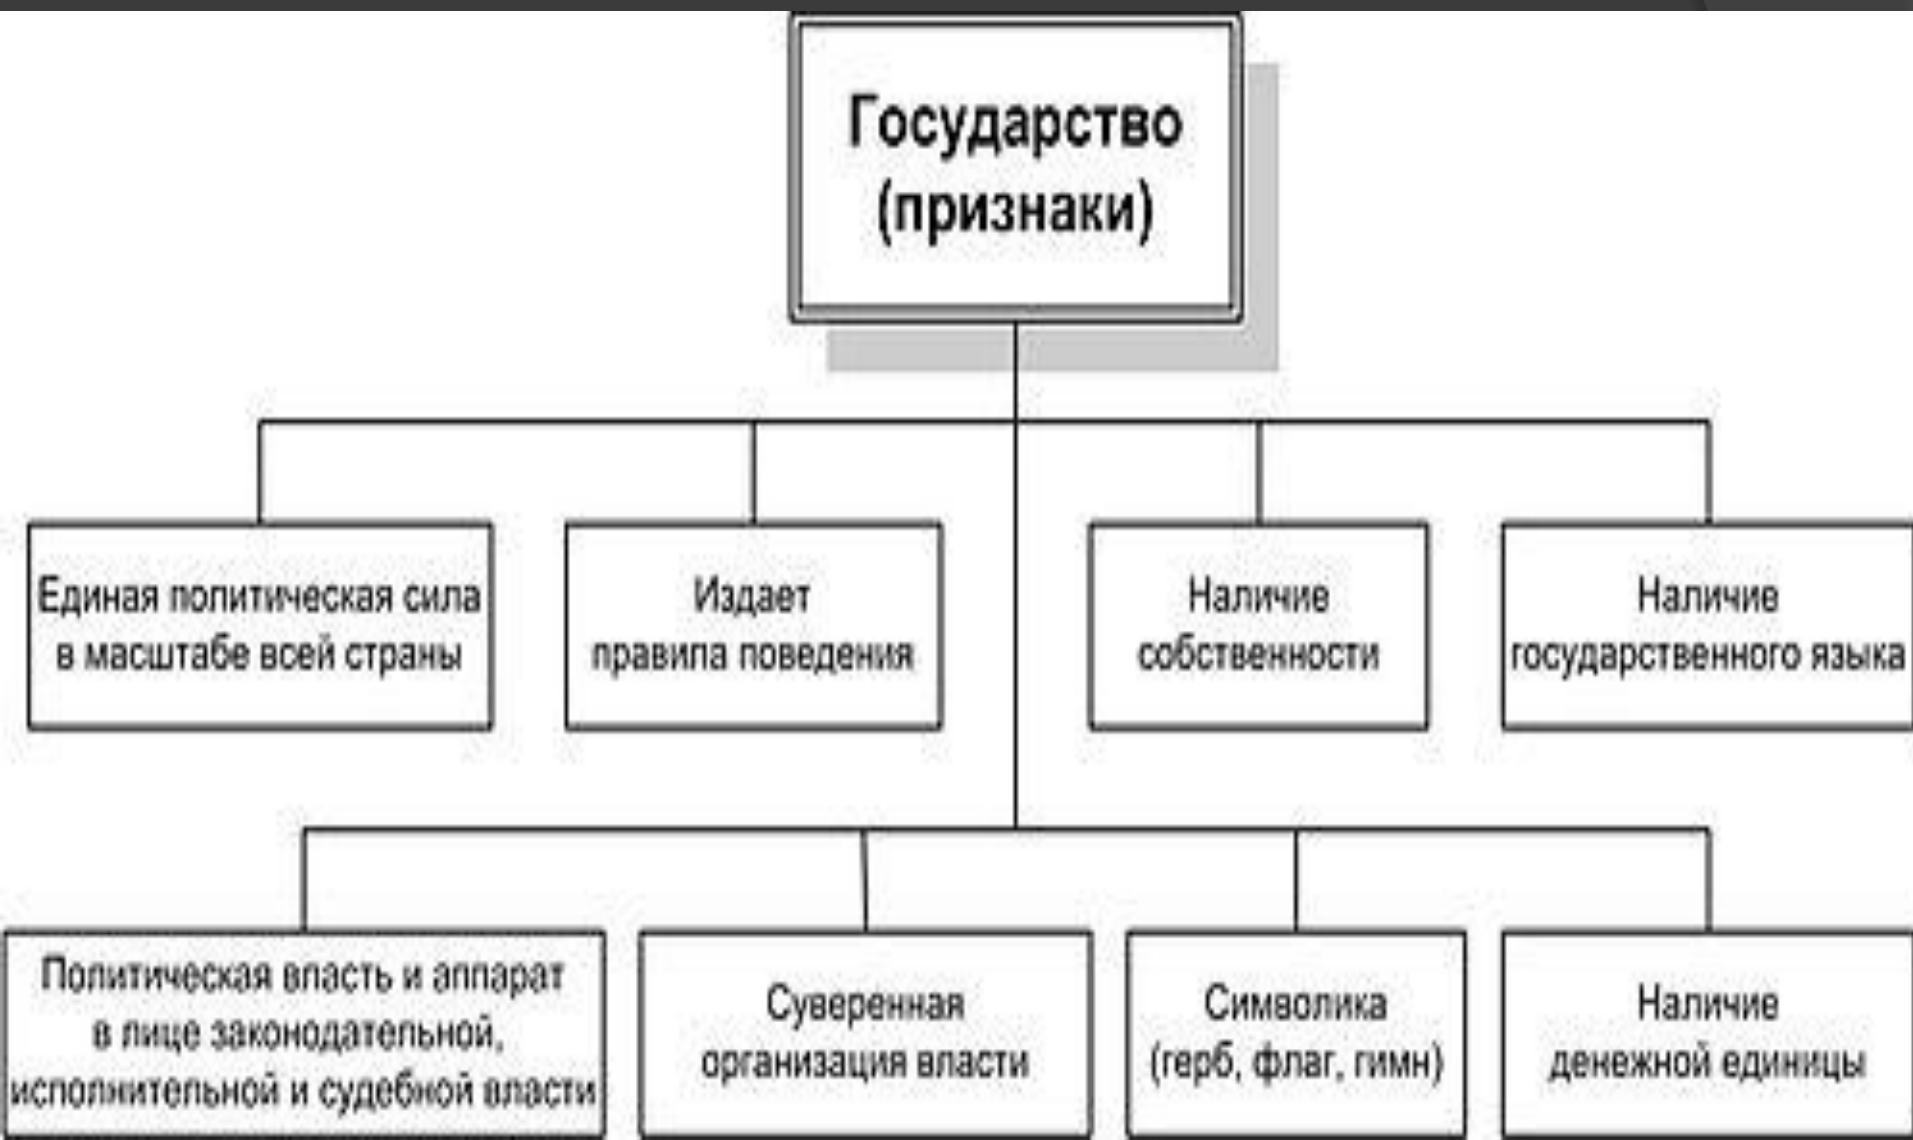 Государство
(признаки)
Единая политическая сила
в масштабе всей страны
Издает
правила поведения
Наличие
собственности
Наличие
государственного языка
Политическая власть и аппарат
в лице законодательной,
исполнительной и судебной власти
Суверенная
организация власти
Символика
(герб, флаг, гимн)
Наличие
денежной единицы